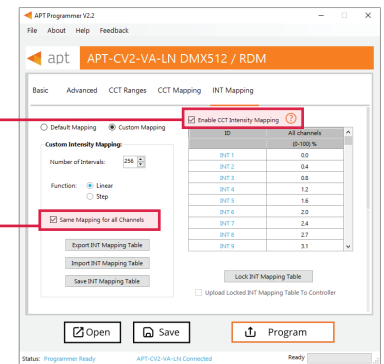 APT Programmer V2.2
File About Help Feedback
apt APT-CV2-VA-LN DMX512 / RDM
Basic Advanced CCT Ranges CCT Mapping INT Mapping
Enable CCT Intensity Mapping ?
Default Mapping Custom Mapping
Custom Intensity Mapping:
Number of Intervals: 256
Function: Linear
Step
Same Mapping for all Channels
Export INT Mapping Table
Import INT Mapping Table
Save INT Mapping Table
ID All channels
(0-100) %
INT 1 0.0
INT 2 0.4
INT 3 0.8
INT 4 1.2
INT 5 1.6
INT 6 2.0
INT 7 2.4
INT 8 2.7
INT 9 3.1
Lock INT Mapping Table
Upload Locked INT Mapping Table To Controller
Open Save Program
Status: Programmer Ready APT-CV2-VA-LN Connected Ready